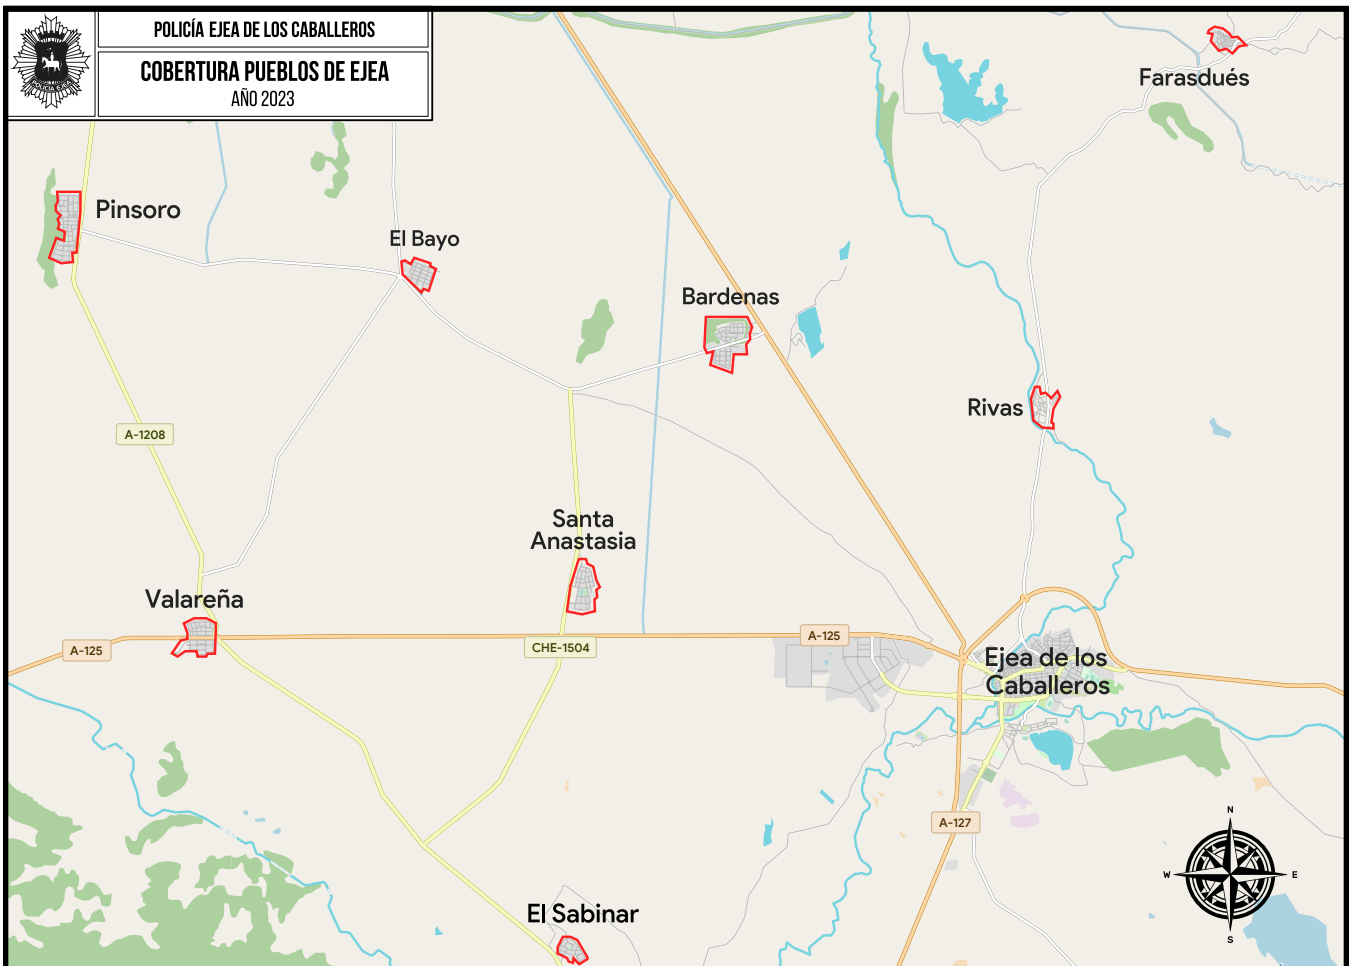 POLICÍA EJEA DE LOS CABALLEROS
COBERTURA PUEBLOS DE EJEA
AÑO 2023
Farasdués
Pinsoro
El Bayo
Bardenas
Rivas
A-1208
Santa
Anastasia
Valareña
A-125
CHE-1504
A-125
Ejea de los
Caballeros
A-127
N
W
E
S
El Sabinar